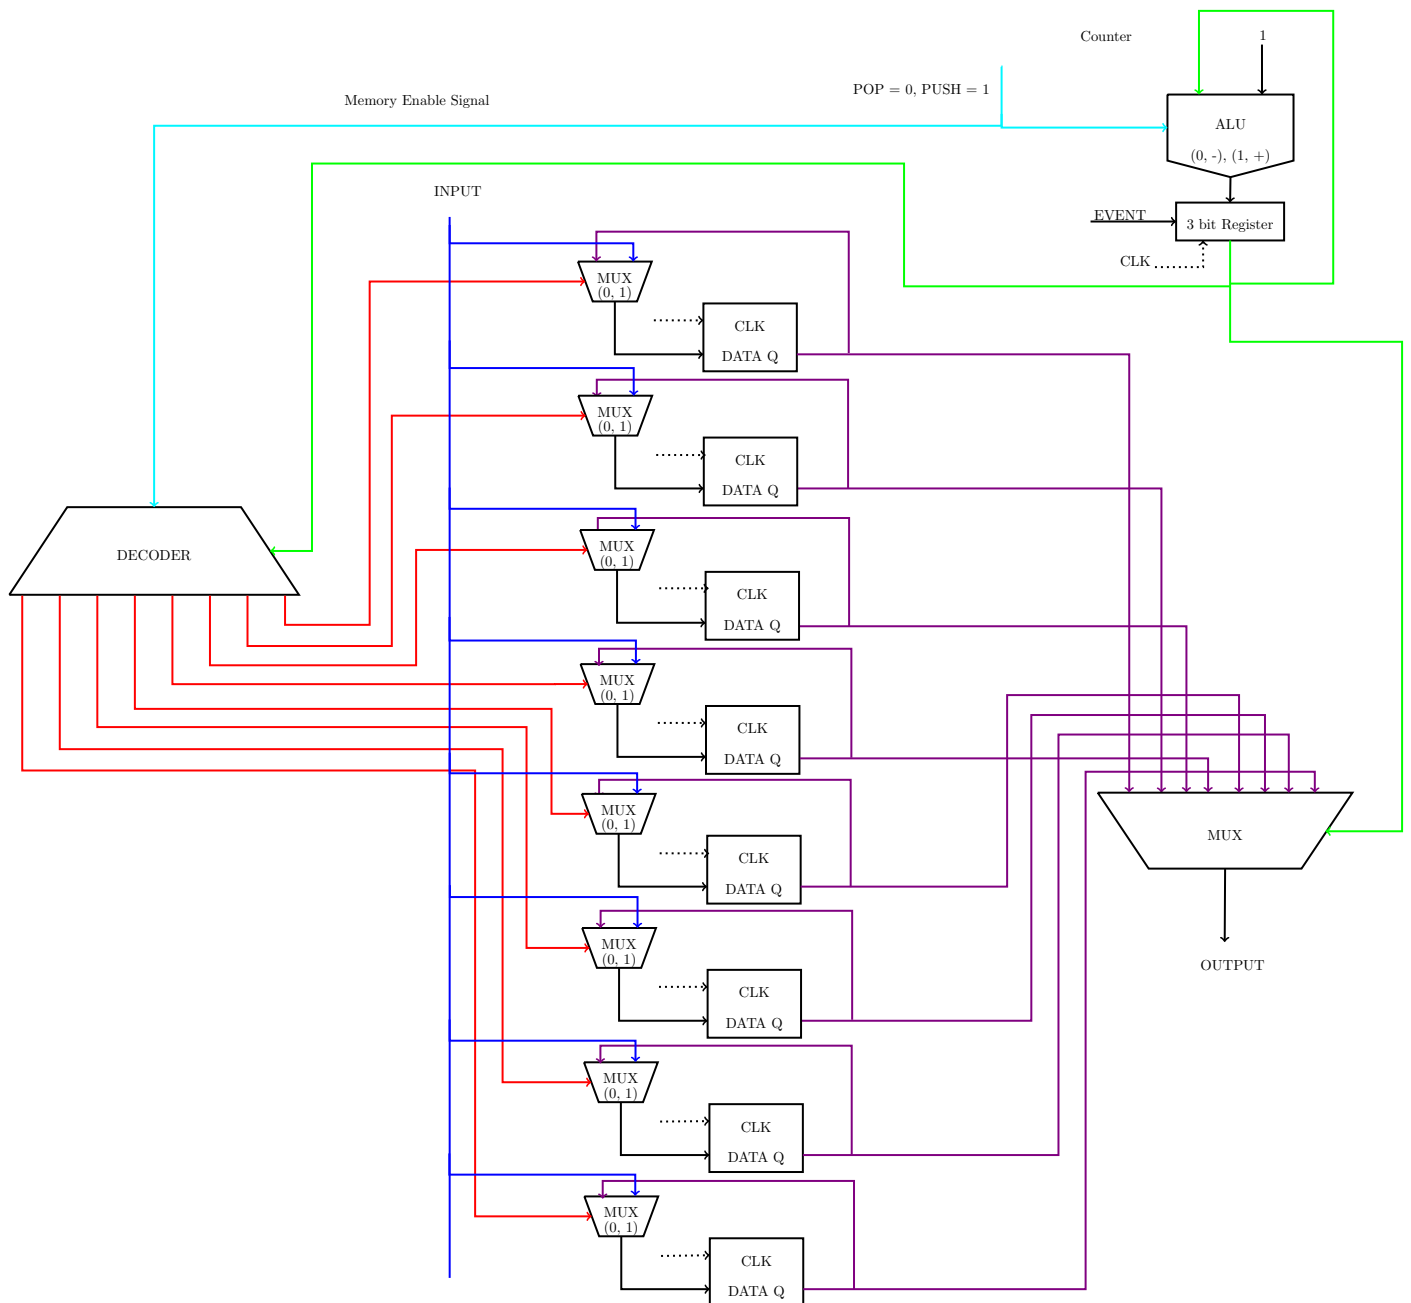 Counter
1
POP = 0, PUSH = 1
Memory Enable Signal
ALU
(0, -), (1, +)
INPUT
EVENT
3 bit Register
CLK
MUX
(0, 1)
CLK
DATA Q
MUX
(0, 1)
CLK
DATA Q
MUX
(0, 1)
DECODER
CLK
DATA Q
MUX
(0, 1)
CLK
DATA Q
MUX
(0, 1)
MUX
CLK
DATA Q
MUX
(0, 1)
OUTPUT
CLK
DATA Q
MUX
(0, 1)
CLK
DATA Q
MUX
(0, 1)
CLK
DATA Q